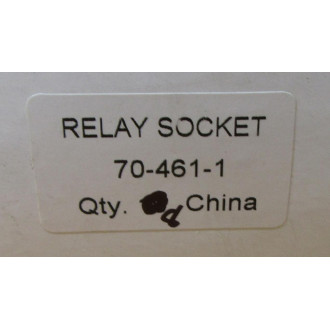 RELAY SOCKET
70-461-1
Qty. China